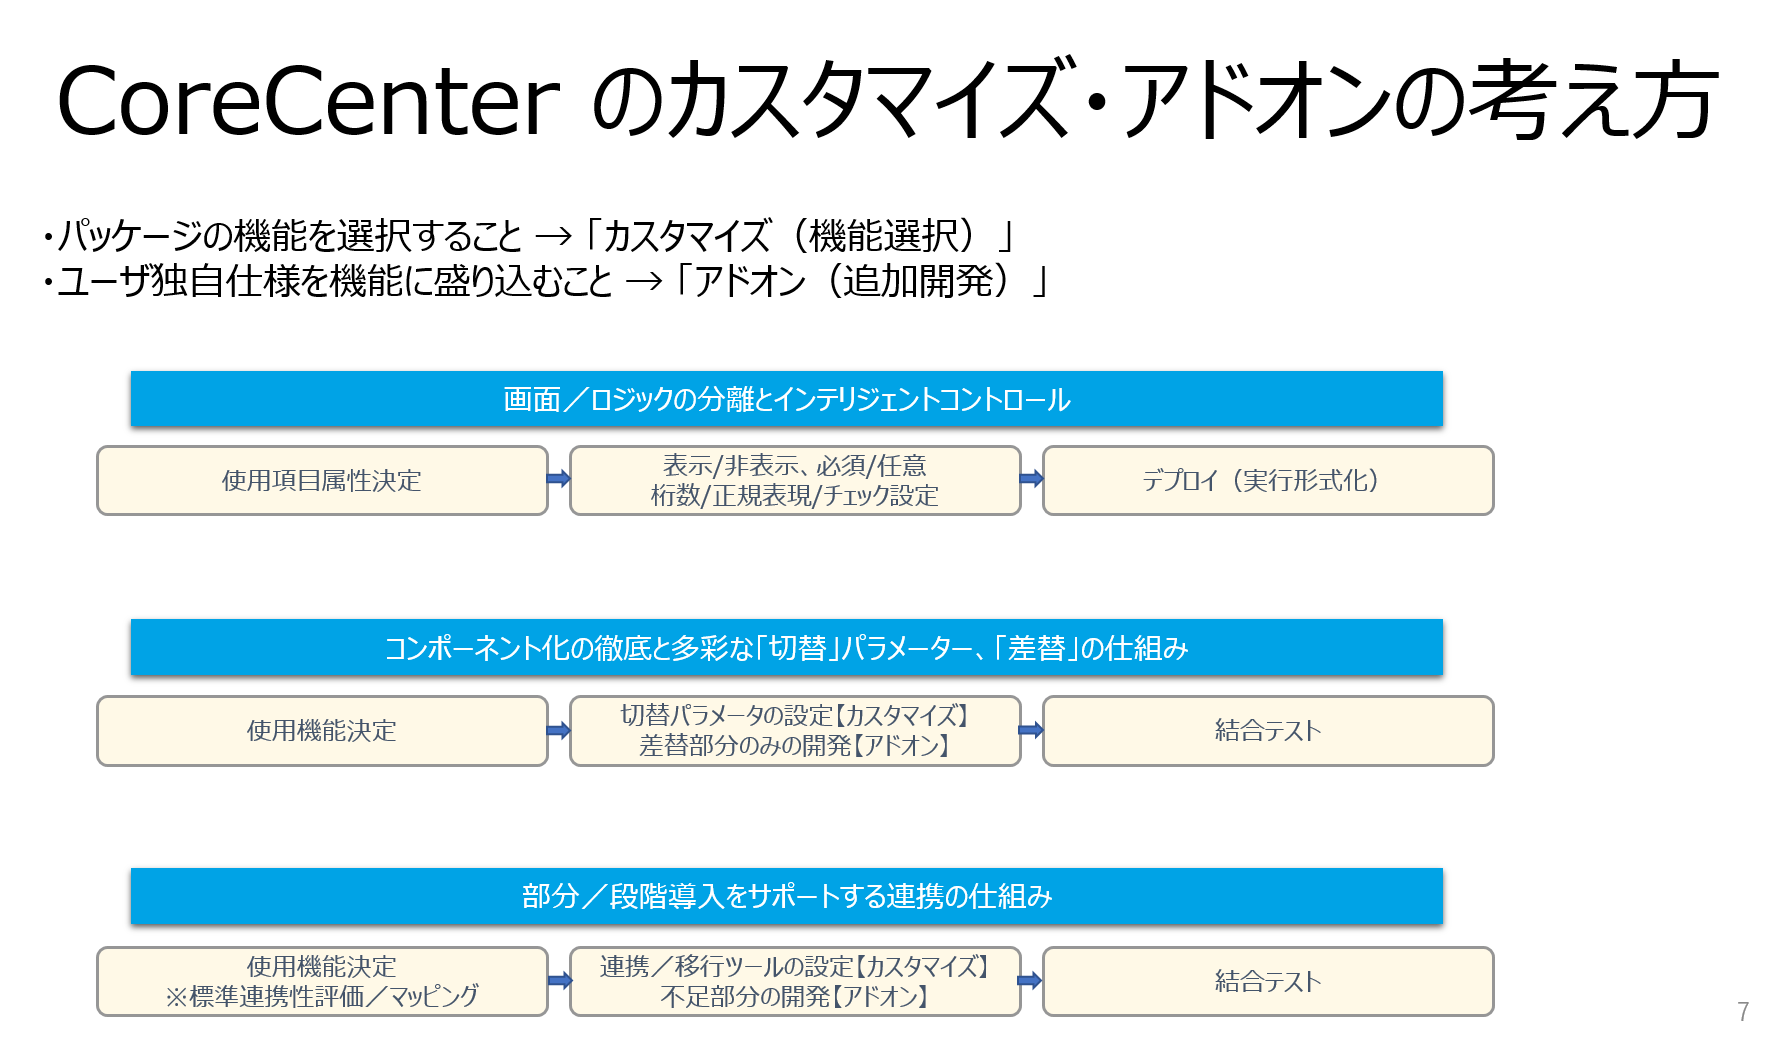 CoreCenter のカスタマイズ・アドオンの考え方
・パッケージの機能を選択すること → 「カスタマイズ（機能選択）」
・ユーザ独自仕様を機能に盛り込むこと → 「アドオン（追加開発）」
画面／ロジックの分離とインテリジェントコントロール
使用項目属性決定
表示/非表示、必須/任意
桁数/正規表現/チェック設定
デプロイ（実行形式化）
コンポーネント化の徹底と多彩な「切替」パラメーター、「差替」の仕組み
使用機能決定
切替パラメータの設定【カスタマイズ】
差替部分のみの開発【アドオン】
結合テスト
部分／段階導入をサポートする連携の仕組み
使用機能決定
※標準連携性評価／マッピング
連携／移行ツールの設定【カスタマイズ】
不足部分の開発【アドオン】
結合テスト
7